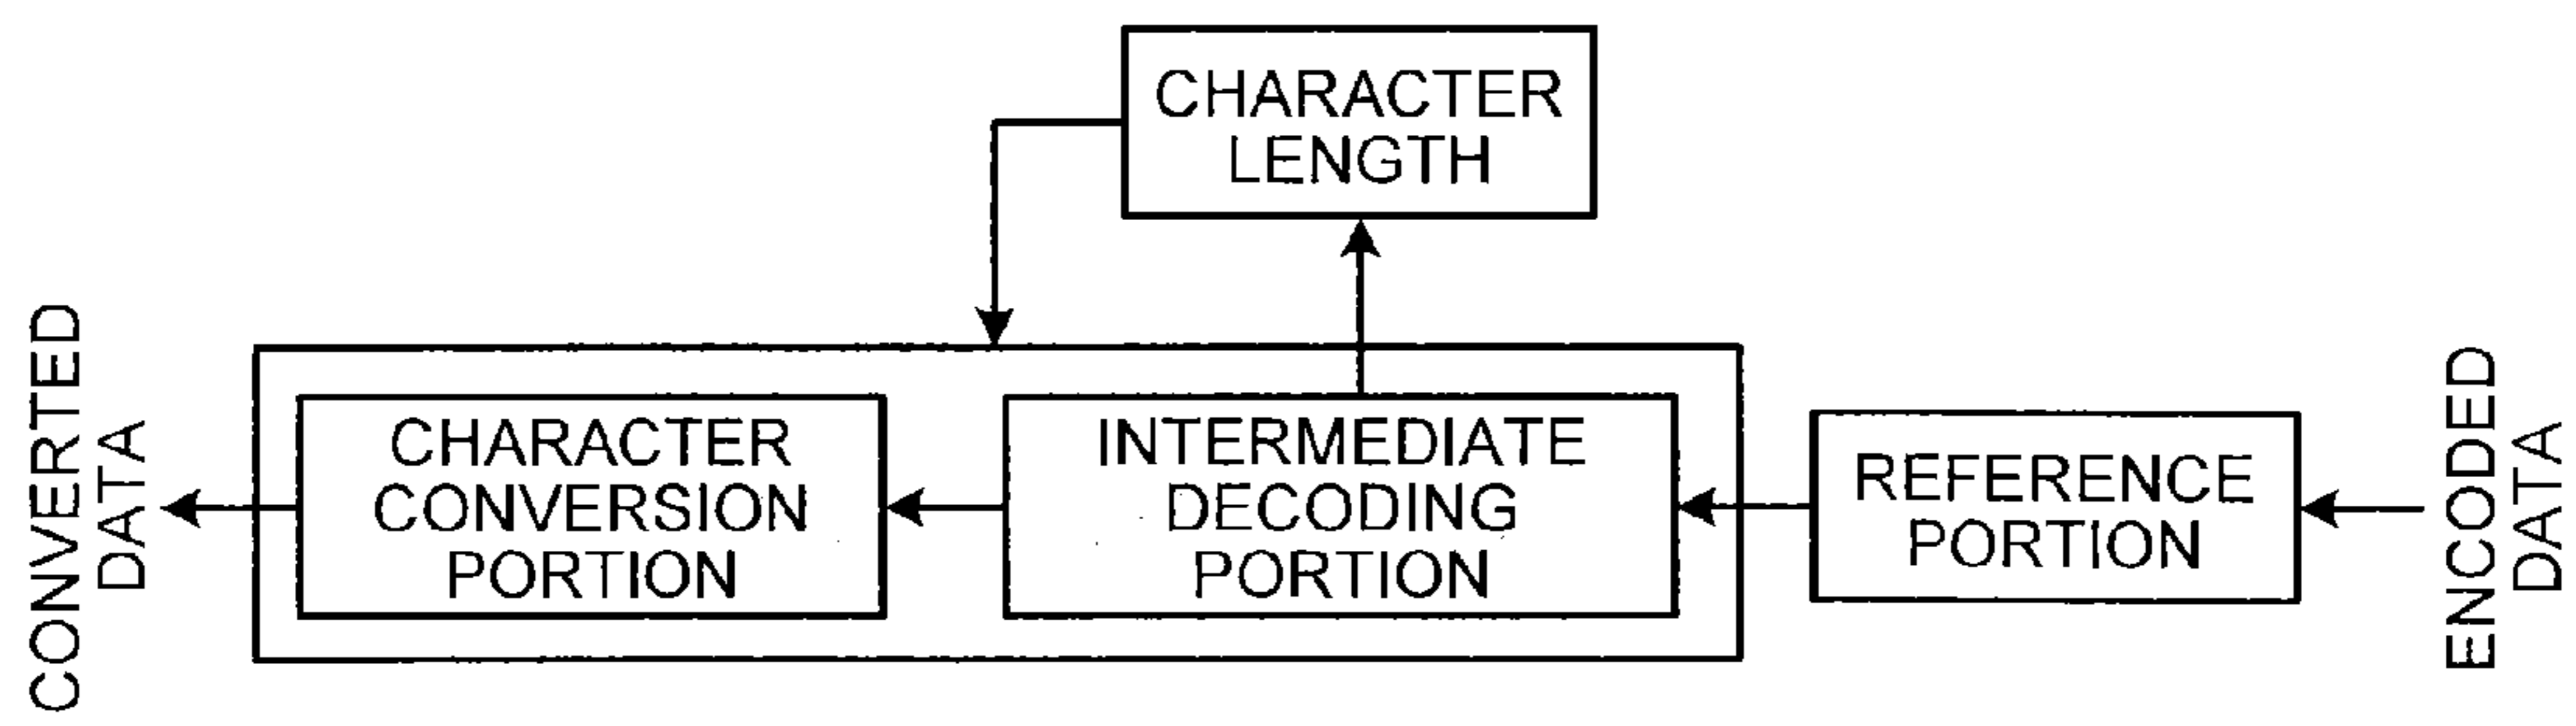 CHARACTER
LENGTH
CONVERTED
DATA
CHARACTER
CONVERSION
PORTION
INTERMEDIATE
DECODING
PORTION
REFERENCE
PORTION
ENCODED
DATA